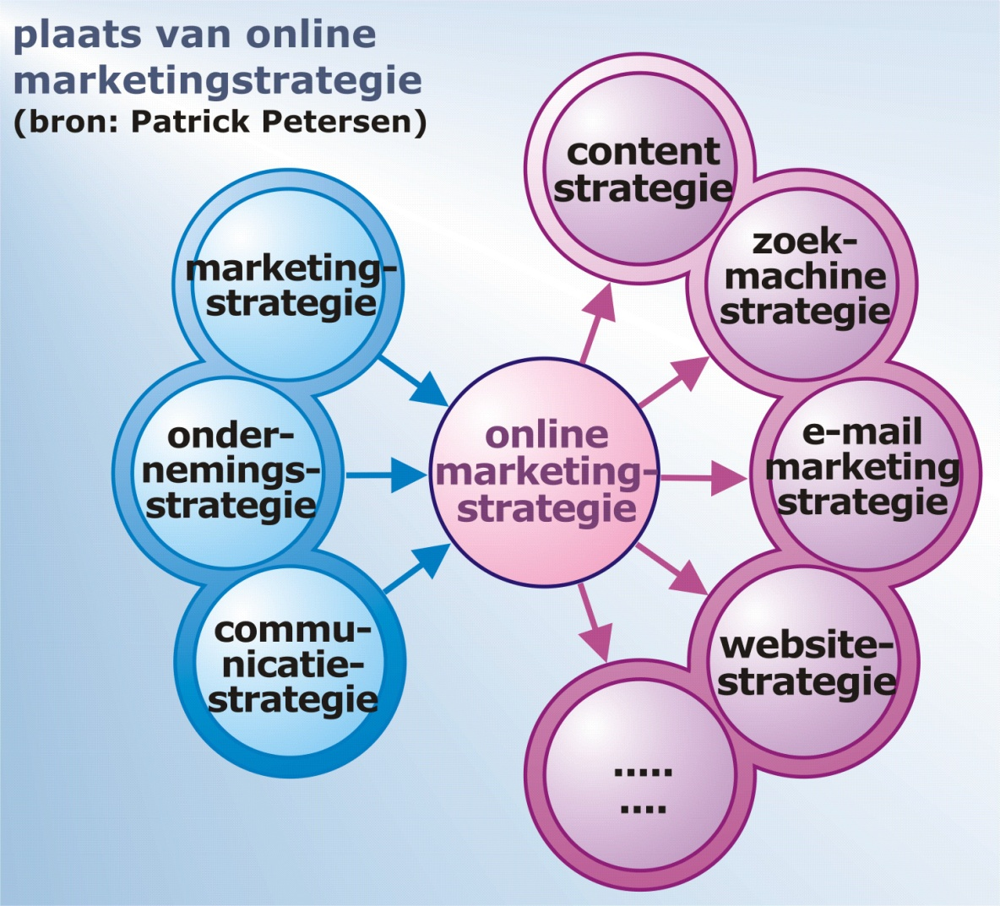 plaats van online
marketingstrategie
(bron: Patrick Petersen)
marketing-
strategie
onder-
nemings-
strategie
commu-
nicatie-
strategie
online
marketing-
strategie
content
strategie
zoek-
machine
strategie
e-mail
marketing
strategie
website-
strategie
.....
....